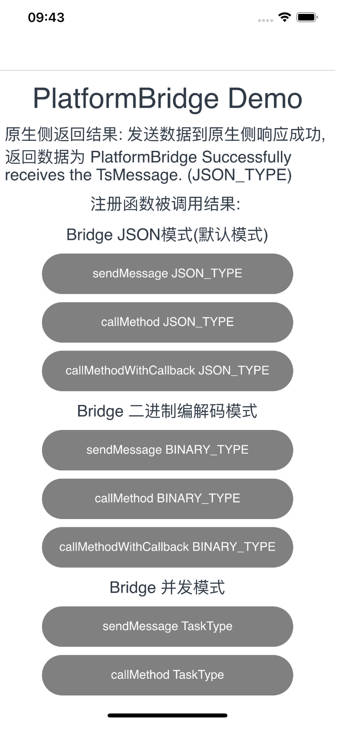 09:43
PlatformBridge Demo
原生侧返回结果: 发送数据到原生侧响应成功,
返回数据为 PlatformBridge Successfully
receives the TsMessage. (JSON_TYPE)
注册函数被调用结果:
Bridge JSON模式(默认模式)
sendMessage JSON_TYPE
callMethod JSON_TYPE
callMethodWithCallback JSON_TYPE
Bridge 二进制编解码模式
sendMessage BINARY_TYPE
callMethod BINARY_TYPE
callMethodWithCallback BINARY_TYPE
Bridge 并发模式
sendMessage TaskType
callMethod TaskType